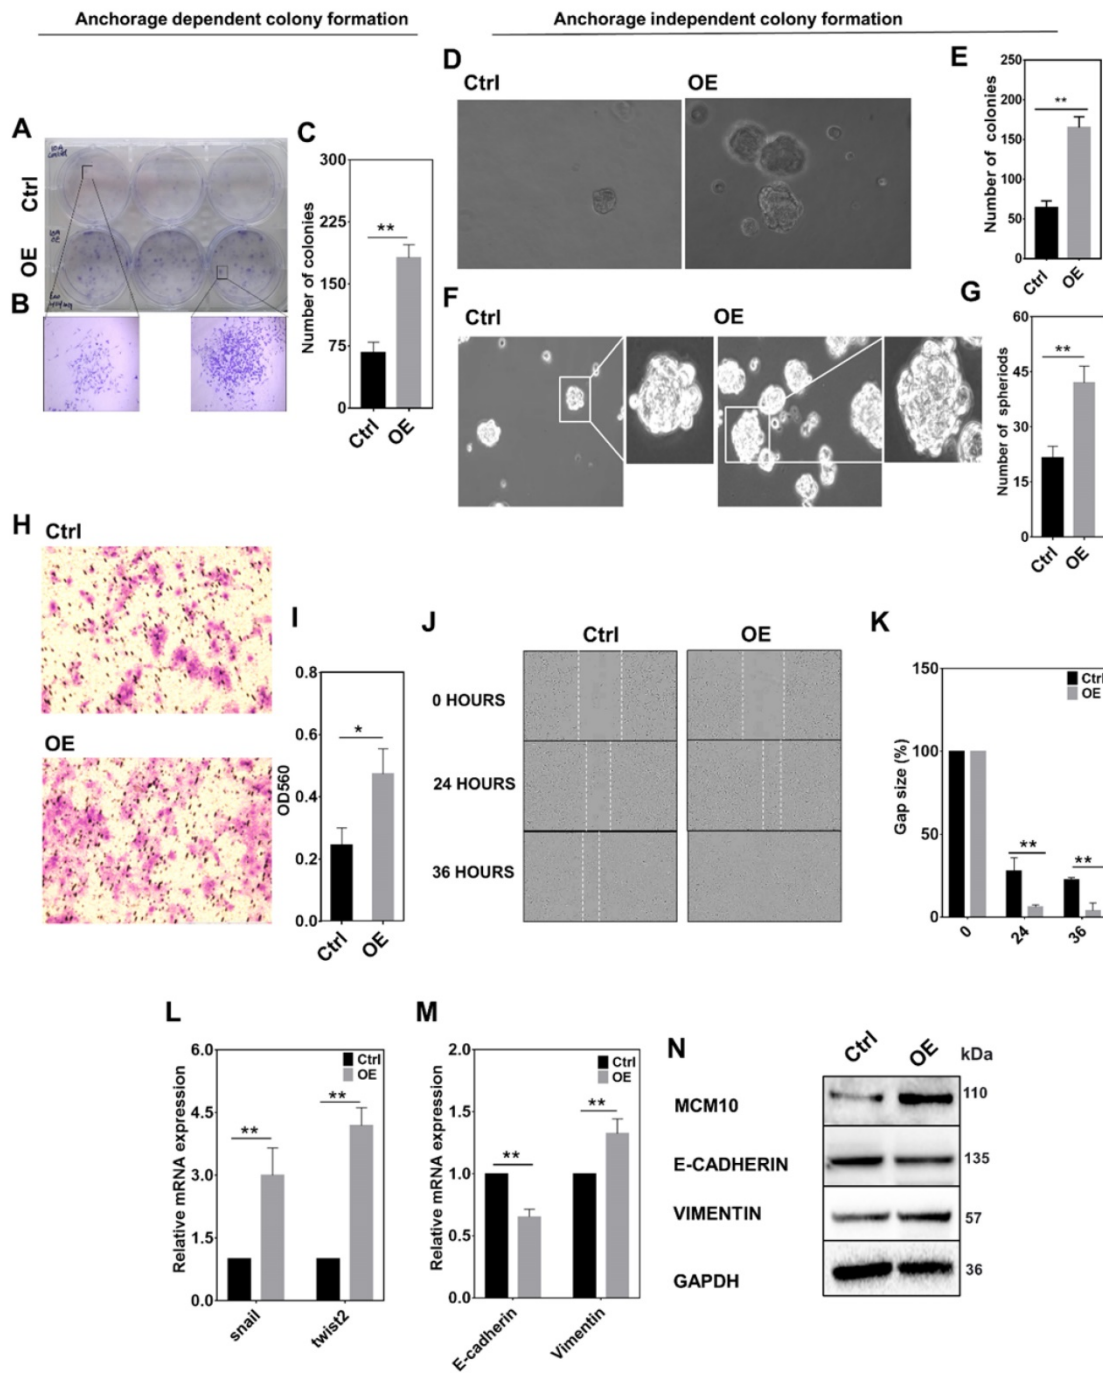 Anchorage dependent colony formation
Anchorage independent colony formation
A
Ctrl
OE
B
C
Number of colonies
300
225
150
75
0
**
Ctrl
OE
D
Ctrl
OE
E
Number of colonies
250
200
150
100
50
0
**
Ctrl
OE
F
Ctrl
OE
G
Number of spheriods
60
45
30
15
0
**
Ctrl
OE
H
Ctrl
OE
I
OD560
0.8
0.6
0.4
0.2
0.0
*
Ctrl
OE
J
Ctrl
OE
0 HOURS
24 HOURS
36 HOURS
K
Gap size (%)
150
100
50
0
Ctrl
OE
**
**
0
24
36
L
Relative mRNA expression
6.0
4.5
3.0
1.5
0.0
Ctrl
OE
**
**
snail
twist2
M
Relative mRNA expression
2.0
1.5
1.0
0.5
0.0
Ctrl
OE
**
**
E-cadherin
Vimentin
N
Ctrl
OE
kDa
MCM10
110
E-CADHERIN
135
VIMENTIN
57
GAPDH
36